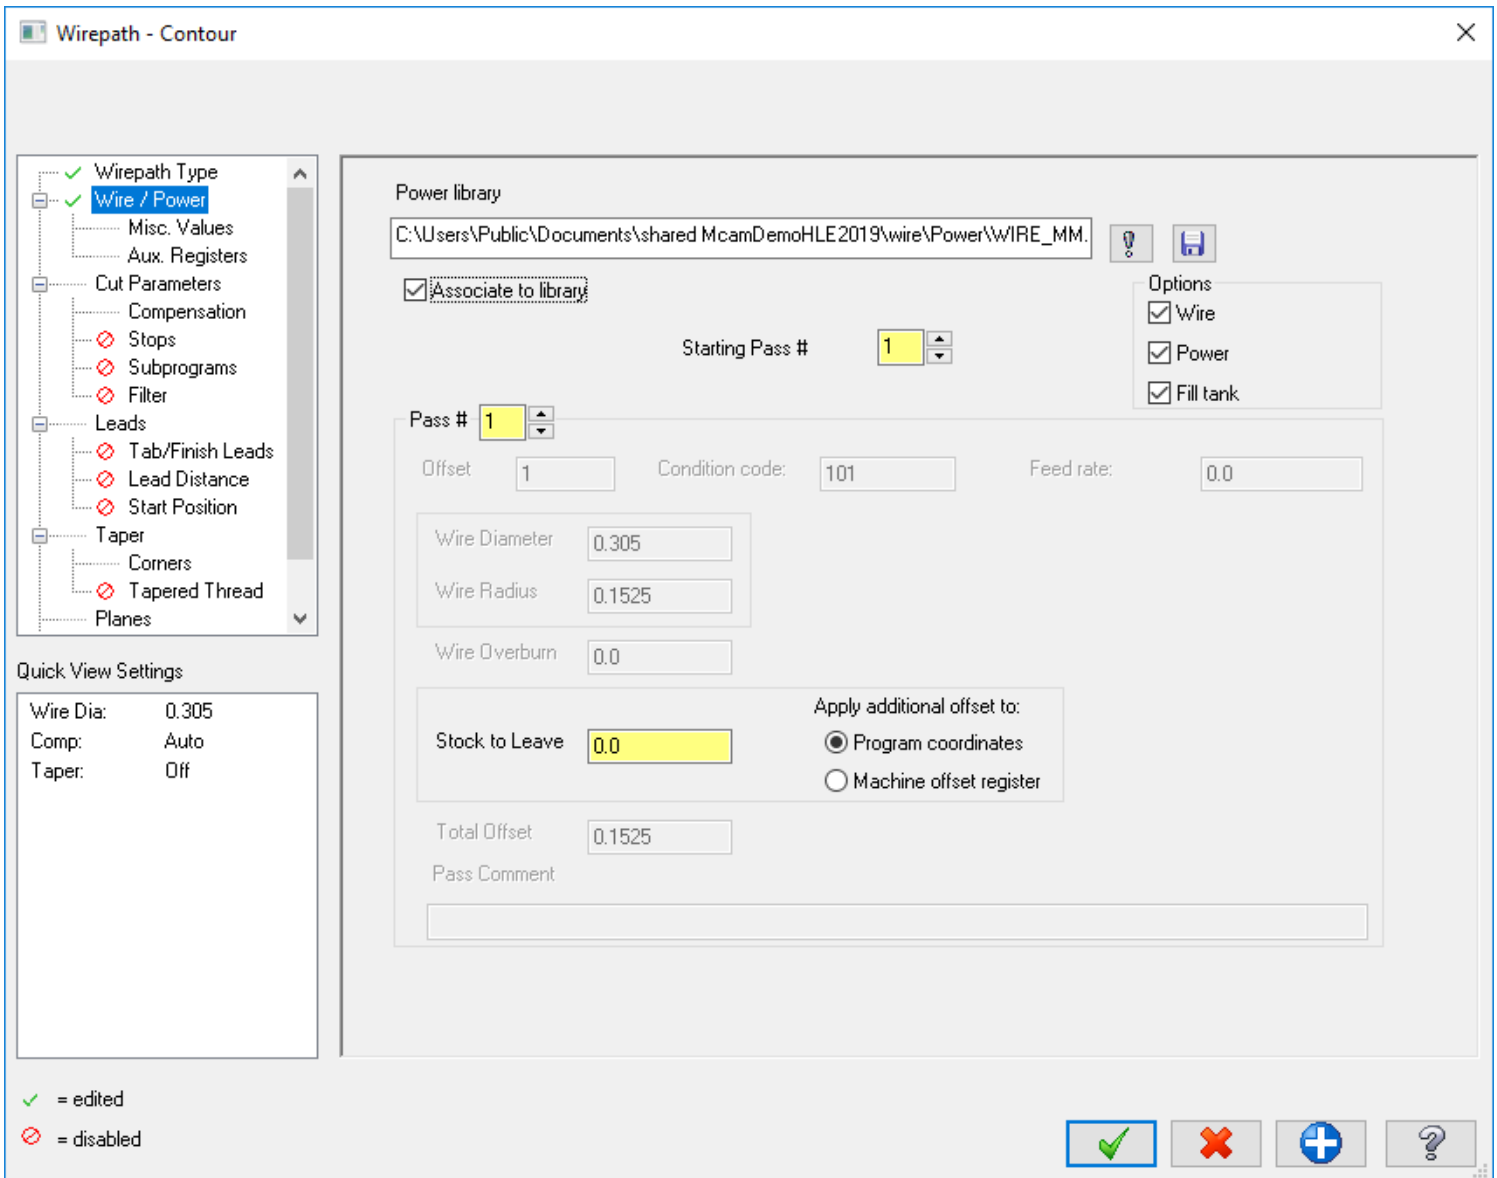 Wirepath - Contour
Wirepath Type
Wire / Power
Misc. Values
Aux. Registers
Cut Parameters
Compensation
Stops
Subprograms
Filter
Leads
Tab/Finish Leads
Lead Distance
Start Position
Taper
Corners
Tapered Thread
Planes
Quick View Settings
Wire Dia: 0.305
Comp: Auto
Taper: Off
= edited
= disabled
Power library
C:\Users\Public\Documents\shared McamDemoHLE2019\wire\Power\WIRE_MM.
Associate to library
Options
Wire
Power
Fill tank
Starting Pass # 1
Pass # 1
Offset 1 Condition code: 101 Feed rate: 0.0
Wire Diameter 0.305
Wire Radius 0.1525
Wire Overburn 0.0
Stock to Leave 0.0
Apply additional offset to:
Program coordinates
Machine offset register
Total Offset 0.1525
Pass Comment